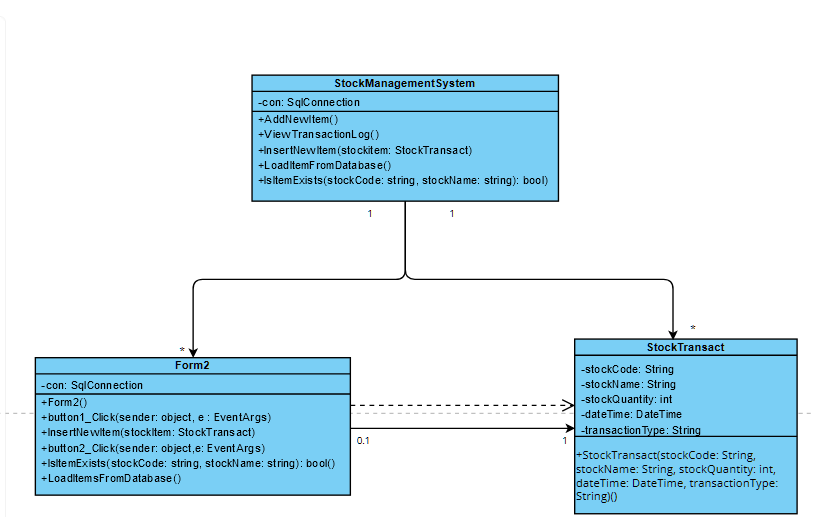 StockManagementSystem
-con: SqlConnection
+AddNewItem()
+ViewTransactionLog()
+InsertNewItem(stockitem: StockTransact)
+LoadItemFromDatabase()
+IsItemExists(stockCode: string, stockName: string): bool)
1
1
*
*
Form2
-con: SqlConnection
+Form2()
+button1_Click(sender: object, e : EventArgs)
+InsertNewItem(stockItem: StockTransact)
+button2_Click(sender: object,e: EventArgs)
+IsItemExists(stockCode: string, stockName: string): bool()
+LoadItemsFromDatabase()
0.1
1
StockTransact
-stockCode: String
-stockName: String
-stockQuantity: int
-dateTime: DateTime
-transactionType: String
+StockTransact(stockCode: String,
stockName: String, stockQuantity: int,
dateTime: DateTime, transactionType:
String)()